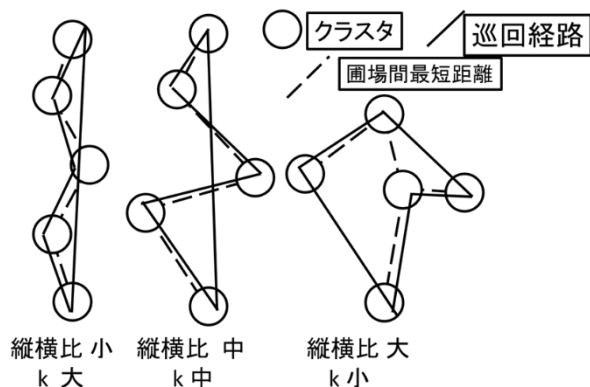 クラスタ
巡回経路
圃場間最短距離
縦横比 小
k 大
縦横比 中
k 中
縦横比 大
k 小